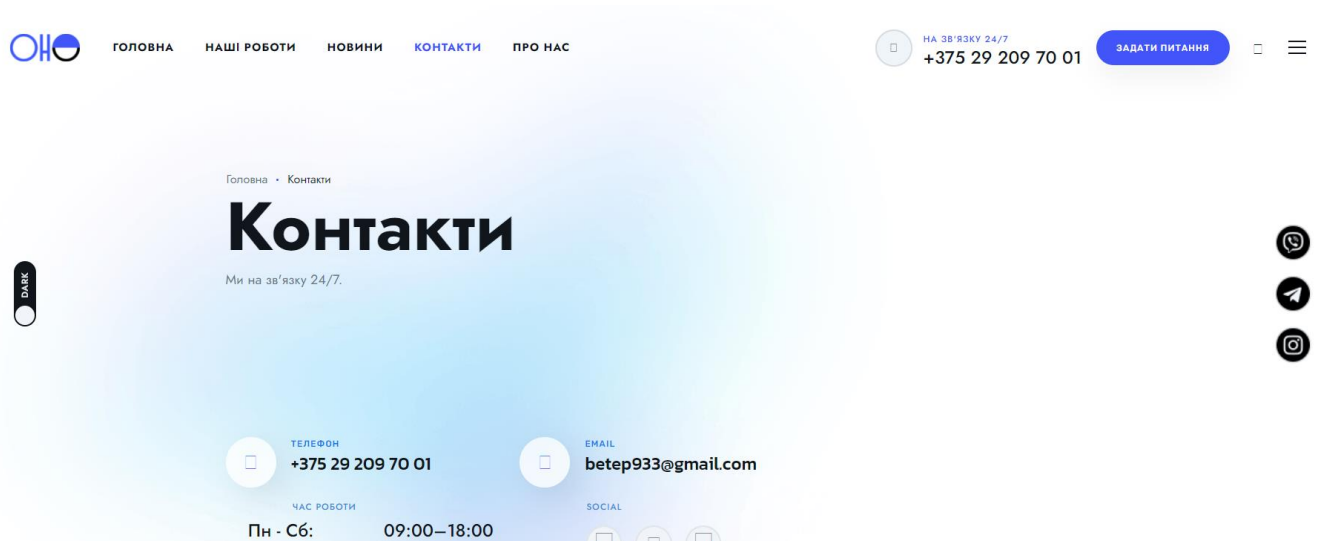 ОНО
ГОЛОВНА НАШІ РОБОТИ НОВИНИ КОНТАКТИ ПРО НАС
НА ЗВ'ЯЗКУ 24/7
+375 29 209 70 01
ЗАДАТИ ПИТАННЯ
Головна • Контакти
Контакти
Ми на зв'язку 24/7.
DARK
ТЕЛЕФОН
+375 29 209 70 01
EMAIL
betep933@gmail.com
ЧАС РОБОТИ
Пн - Сб: 09:00–18:00
SOCIAL